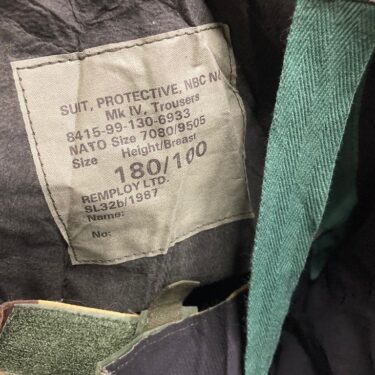 SUIT, PROTECTIVE, NBC
Mk IV, Trousers
8415-99-130-6933
NATO Size 7080/9505
Size Height/Breast
180/100
REMPLOY LTD.
SL32b/1987
Name:
No: